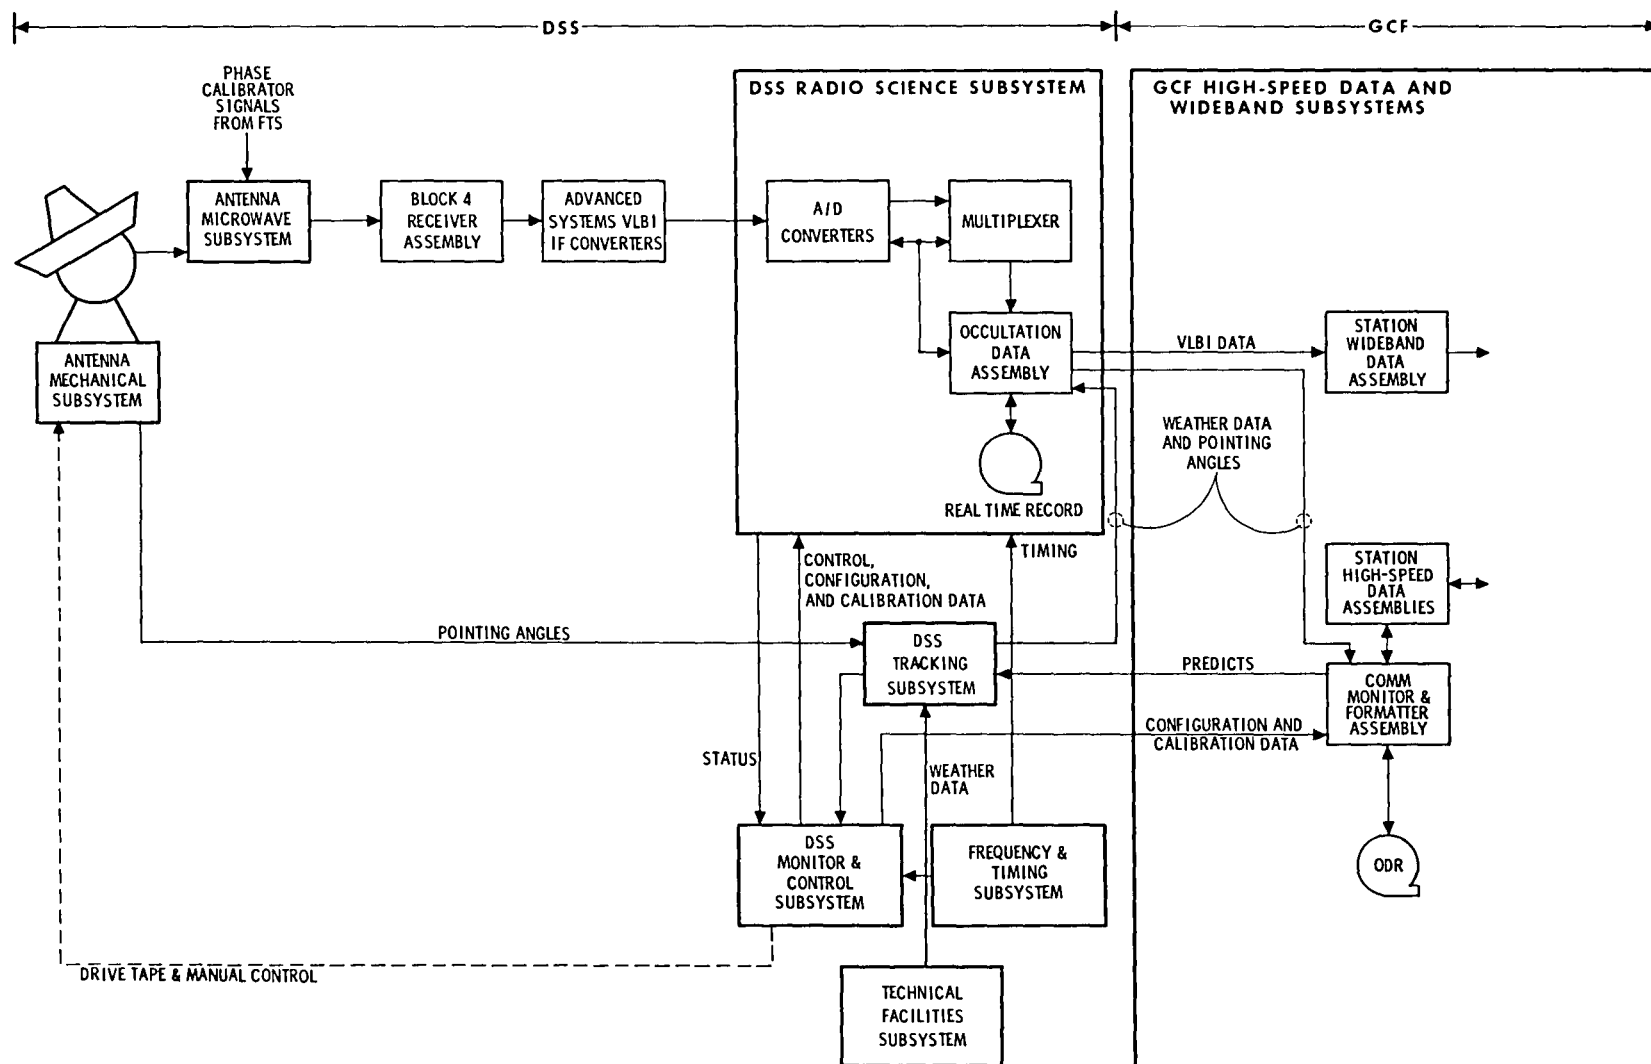 DSS
GCF
PHASE
CALIBRATOR
SIGNALS
FROM FTS
DSS RADIO SCIENCE SUBSYSTEM
GCF HIGH-SPEED DATA AND
WIDEBAND SUBSYSTEMS
ANTENNA
MICROWAVE
SUBSYSTEM
BLOCK 4
RECEIVER
ASSEMBLY
ADVANCED
SYSTEMS VLBI
IF CONVERTERS
A/D
CONVERTERS
MULTIPLEXER
OCCULTATION
DATA
ASSEMBLY
VLBI DATA
STATION
WIDEBAND
DATA
ASSEMBLY
ANTENNA
MECHANICAL
SUBSYSTEM
WEATHER DATA
AND POINTING
ANGLES
REAL TIME RECORD
TIMING
CONTROL,
CONFIGURATION,
AND CALIBRATION DATA
STATION
HIGH-SPEED
DATA
ASSEMBLIES
POINTING ANGLES
DSS
TRACKING
SUBSYSTEM
PREDICTS
COMM
MONITOR &
FORMATTER
ASSEMBLY
CONFIGURATION AND
CALIBRATION DATA
STATUS
WEATHER
DATA
DSS
MONITOR &
CONTROL
SUBSYSTEM
FREQUENCY &
TIMING
SUBSYSTEM
ODR
DRIVE TAPE & MANUAL CONTROL
TECHNICAL
FACILITIES
SUBSYSTEM